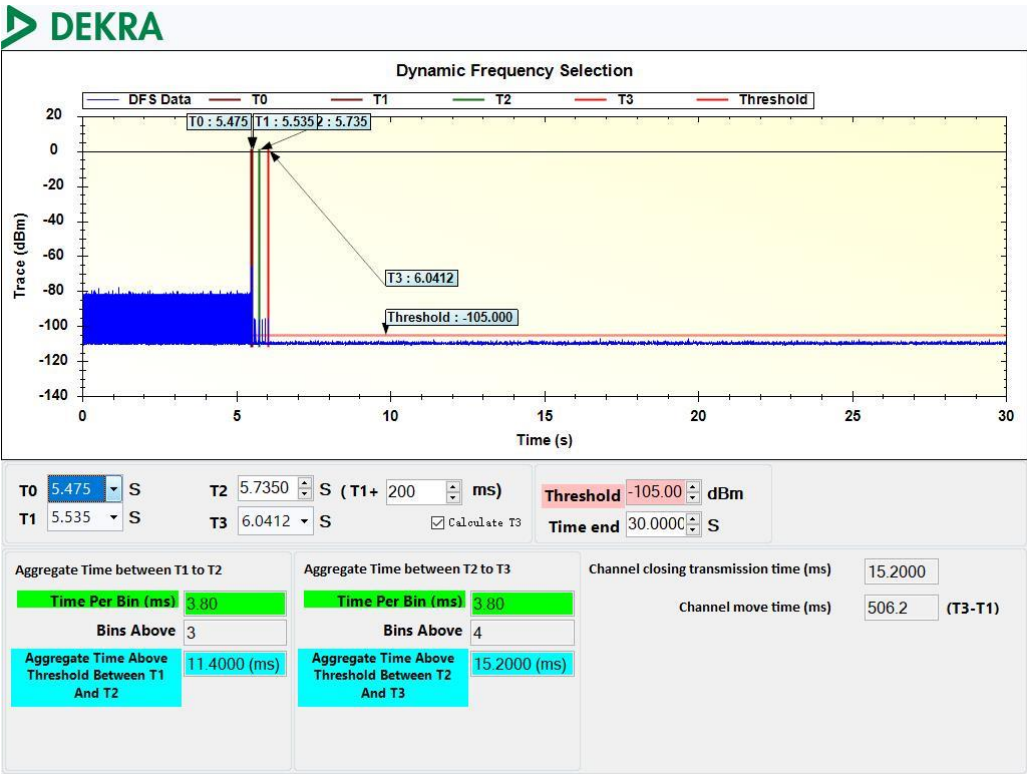 DEKRA
Dynamic Frequency Selection
DFS Data T0 T1 T2 T3 Threshold
T0 : 5.475 T1 : 5.535 2 : 5.735
T3 : 6.0412
Threshold : -105.000
Trace (dBm)
20
0
-20
-40
-60
-80
-100
-120
-140
0 5 10 15 20 25 30
Time (s)
T0 5.475 S T2 5.7350 S ( T1+ 200 ms) Threshold -105.00 dBm
T1 5.535 S T3 6.0412 S Calculate T3 Time end 30.0000 S
Aggregate Time between T1 to T2
Time Per Bin (ms) 3.80
Bins Above 3
Aggregate Time Above
Threshold Between T1
And T2
11.4000 (ms)
Aggregate Time between T2 to T3
Time Per Bin (ms) 3.80
Bins Above 4
Aggregate Time Above
Threshold Between T2
And T3
15.2000 (ms)
Channel closing transmission time (ms) 15.2000
Channel move time (ms) 506.2 (T3-T1)